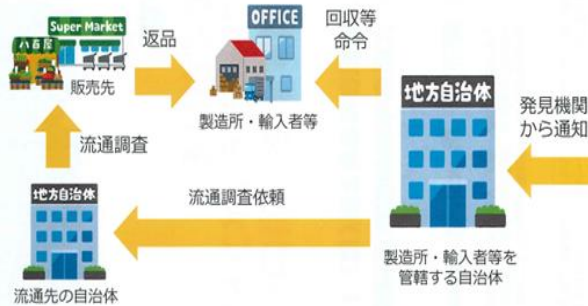 Super Market
八百屋
販売先
返品
OFFICE
製造所・輸入者等
回収等
命令
地方自治体
発見機関
から通知
流通調査
地方自治体
流通先の自治体
流通調査依頼
製造所・輸入者等を
管轄する自治体